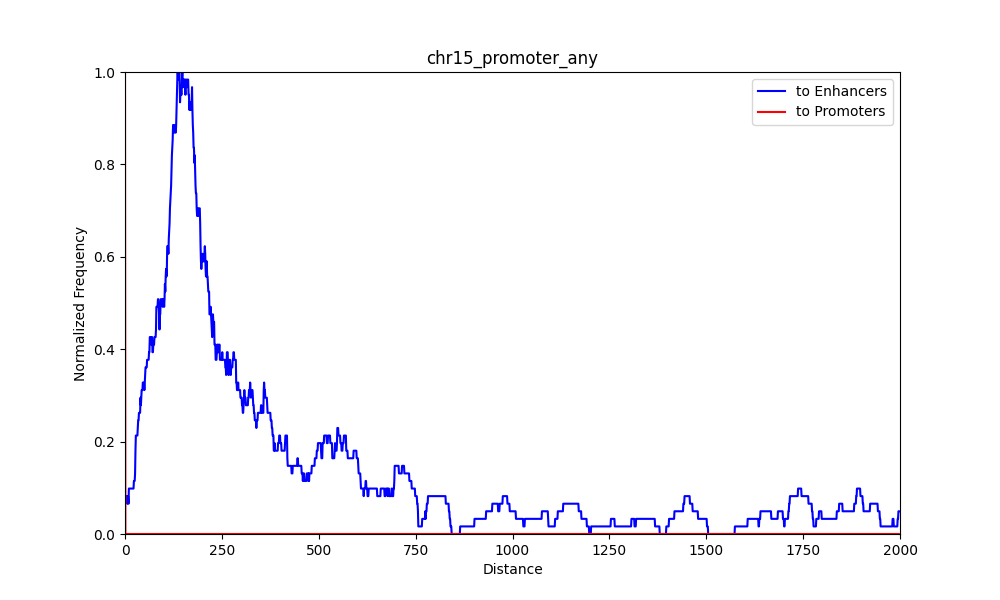 chr15_promoter_any
to Enhancers
to Promoters
Normalized Frequency
1.0
0.8
0.6
0.4
0.2
0.0
0 250 500 750 1000 1250 1500 1750 2000
Distance